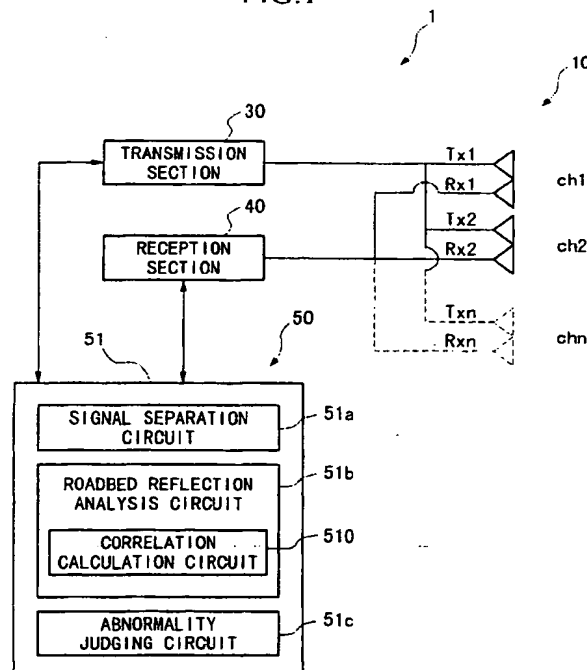 FIG.1
1
10
30
TRANSMISSION
SECTION
Tx1
Rx1
ch1
40
RECEPTION
SECTION
Tx2
Rx2
ch2
Txn
Rxn
chn
50
51
SIGNAL SEPARATION
CIRCUIT
51a
ROADBED REFLECTION
ANALYSIS CIRCUIT
51b
CORRELATION
CALCULATION CIRCUIT
510
ABNORMALITY
JUDGING CIRCUIT
51c